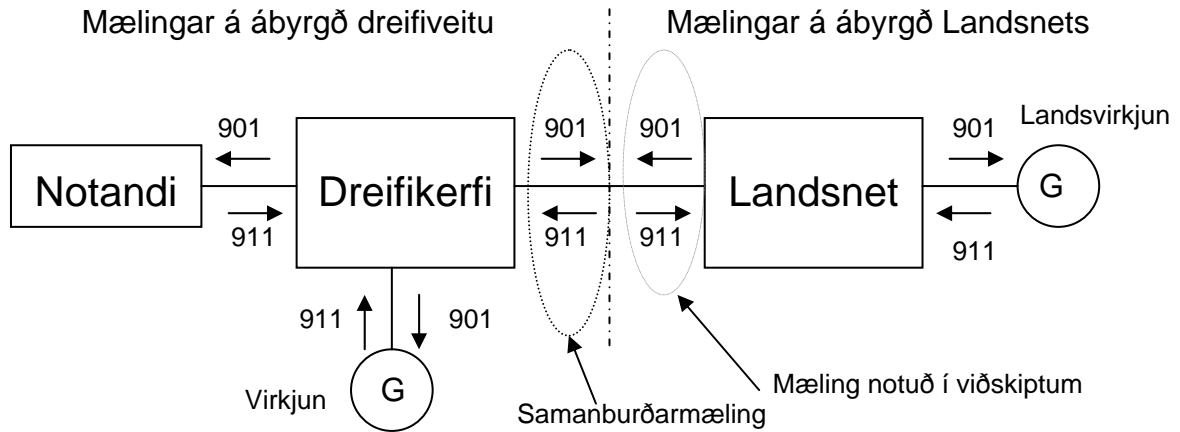 Mælingar á ábyrgð dreifiveitu
Mælingar á ábyrgð Landsnets
901
901
901
901
Landsvirkjun
Notandi
Dreifikerfi
Landsnet
G
911
911
911
911
911
901
Virkjun
G
Samanburðarmæling
Mæling notuð í viðskiptum